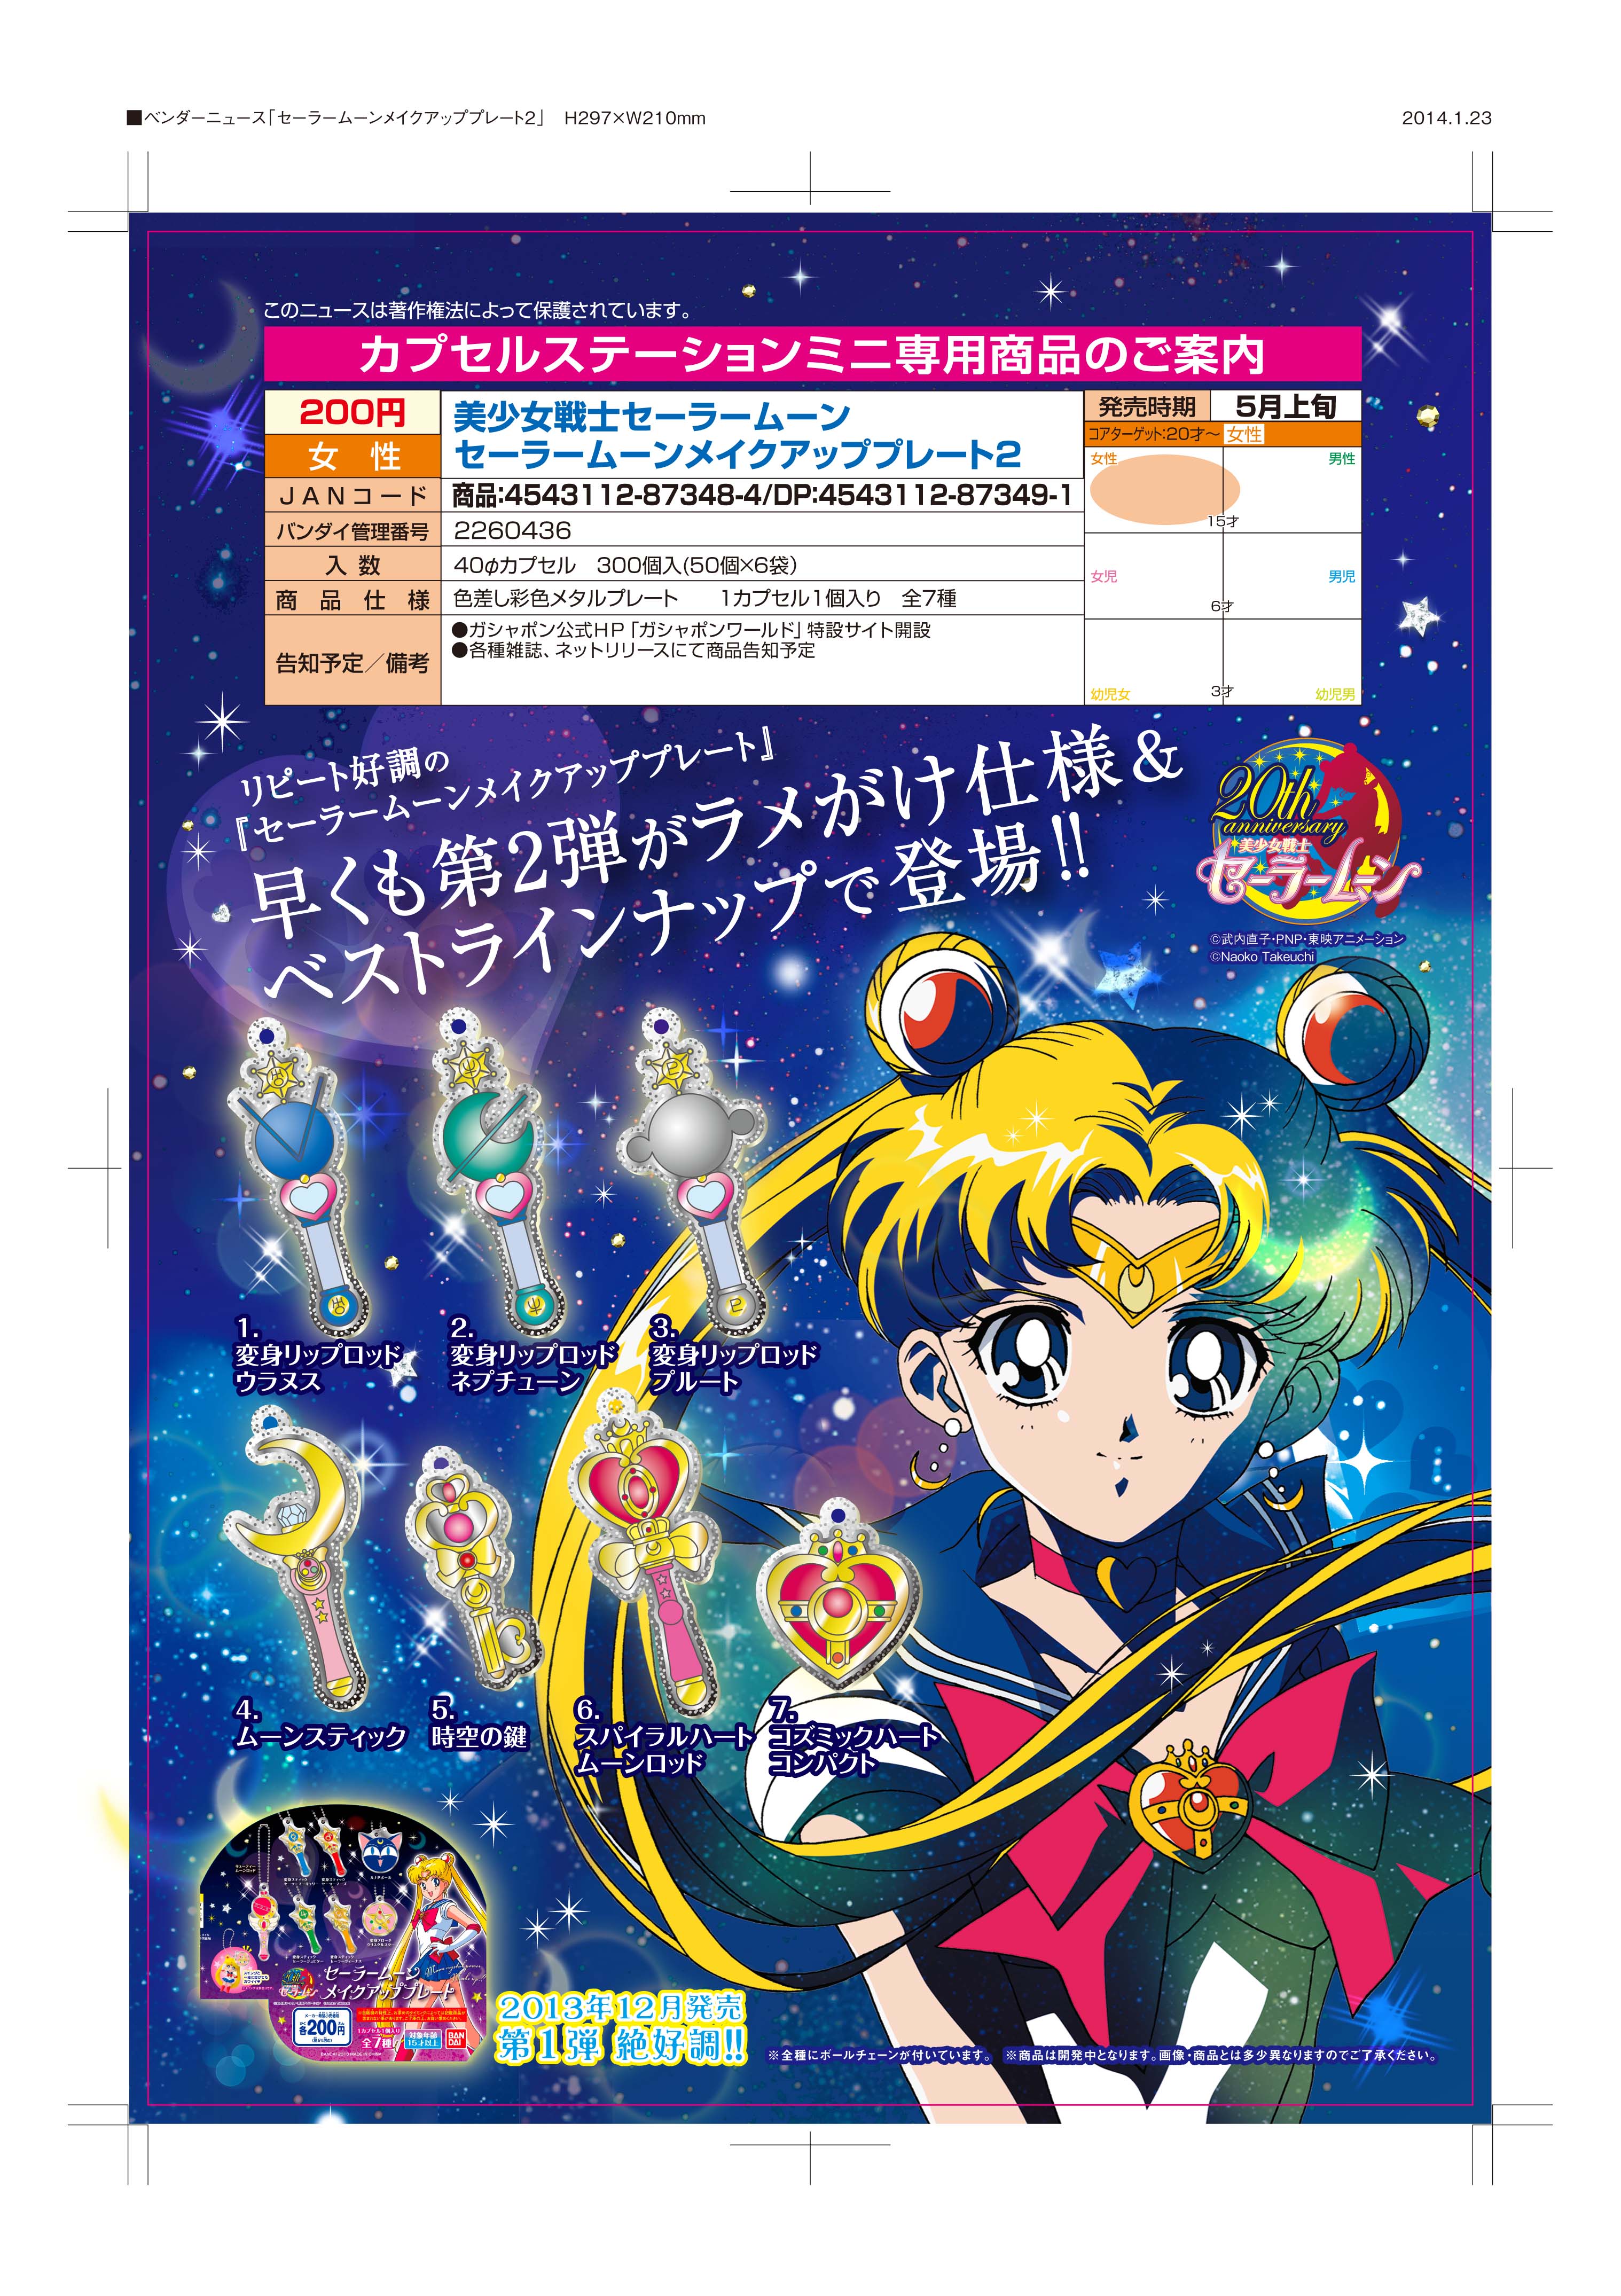 ■ベンダーニュース「セーラームーンメイクアッププレート2」　H297×W210mm
2014.1.23
このニュースは著作権法によって保護されています。
カプセルステーションミニ専用商品のご案内
200円
女 性
美少女戦士セーラームーン
セーラームーンメイクアッププレート2
発売時期
5月上旬
コアターゲット:20才～ 女性
JANコード
商品:4543112-87348-4/DP:4543112-87349-1
バンダイ管理番号
2260436
入 数
40φカプセル　300個入(50個×6袋)
商 品 仕 様
色差し彩色メタルプレート　　1カプセル1個入り　全7種
告知予定／備考
●ガシャポン公式HP「ガシャポンワールド」特設サイト開設
●各種雑誌、ネットリリースにて商品告知予定
女性
男性
15才
女児
男児
6才
幼児女
3才
幼児男
リピート好調の
『セーラームーンメイクアッププレート』
早くも第2弾がラメがけ仕様&
ベストラインナップで登場!!
20th
anniversary
美少女戦士
セーラームーン
©武内直子・PNP・東映アニメーション
©Naoko Takeuchi
1.
変身リップロッド
ウラヌス
2.
変身リップロッド
ネプチューン
3.
変身リップロッド
プルート
4.
ムーンスティック
5.
時空の鍵
6.
スパイラルハート
ムーンロッド
7.
コズミックハート
コンパクト
セーラームーン
メイクアッププレート
各200円
全7種
対象年齢
15才以上
BAN
DAI
2013年12月発売
第1弾 絶好調!!
※全種にボールチェーンが付いています。　※商品は開発中となります。画像・商品とは多少異なりますのでご了承ください。